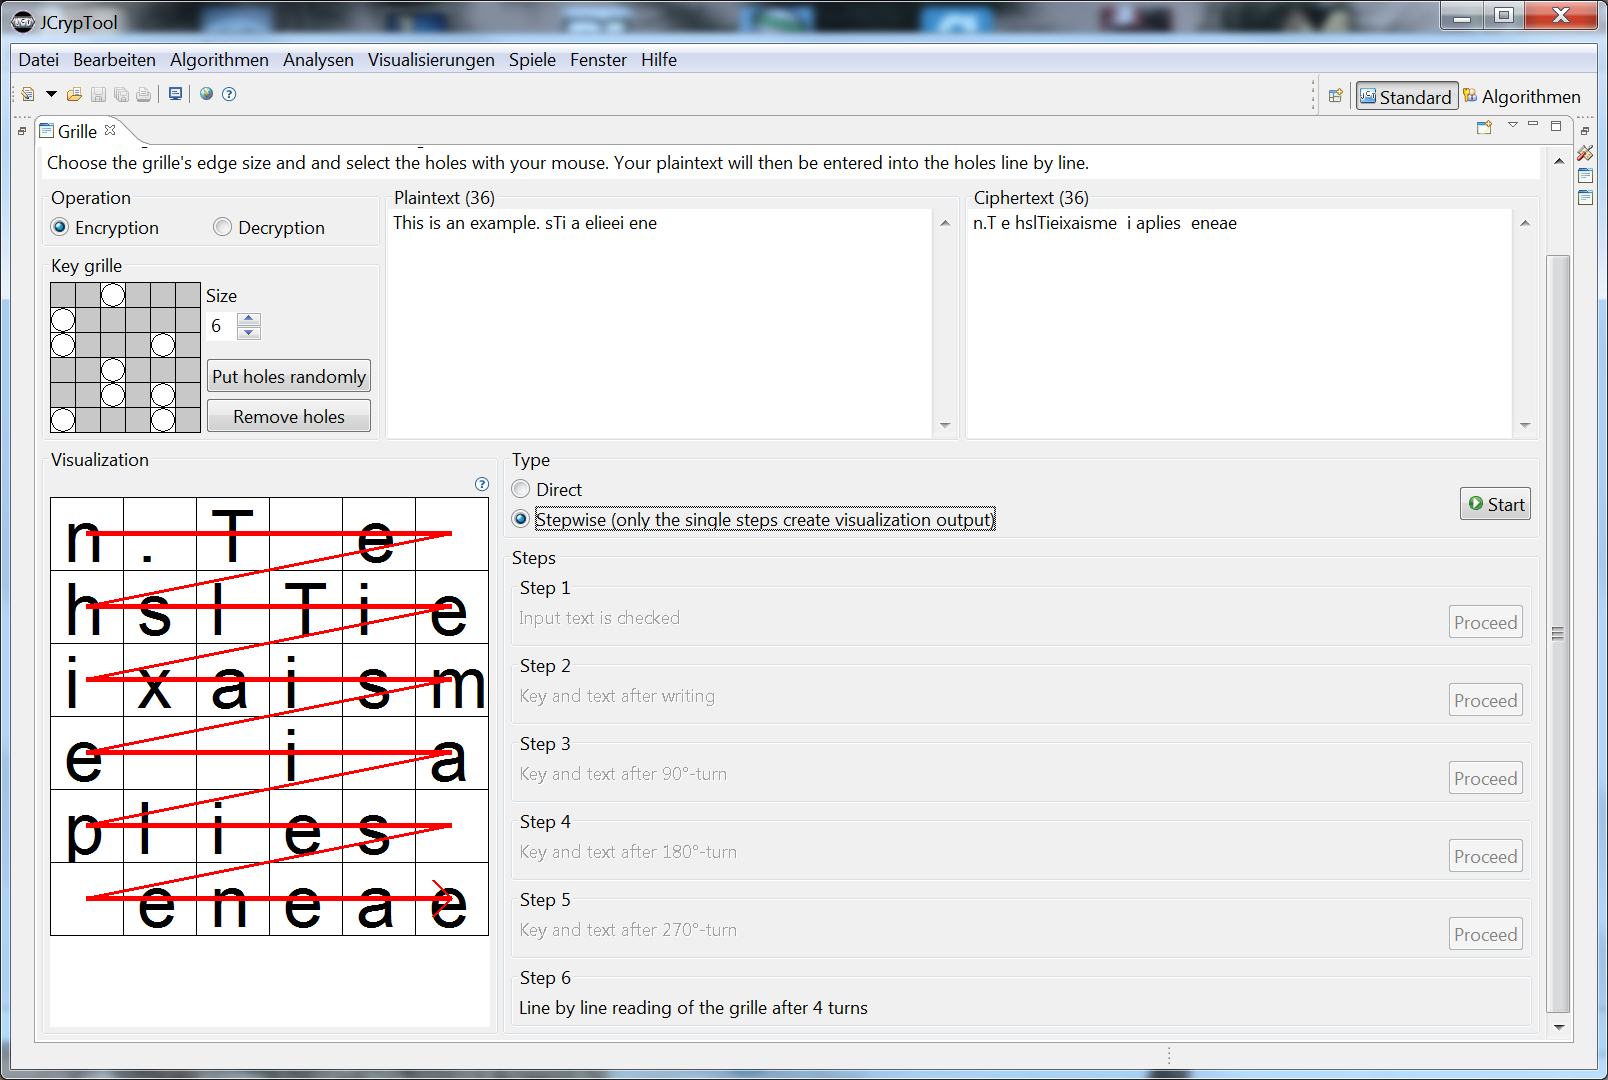 JCrypTool
Datei Bearbeiten Algorithmen Analysen Visualisierungen Spiele Fenster Hilfe
Standard Algorithmen
Grille
Choose the grille's edge size and and select the holes with your mouse. Your plaintext will then be entered into the holes line by line.
Operation
Encryption Decryption
Plaintext (36)
This is an example. sTi a elieei ene
Ciphertext (36)
n.T e hslTieixaisme  i aplies  eneae
Key grille
Size
6
Put holes randomly
Remove holes
Visualization
n . T e
h s l T i e
i x a i s m
e i a
p l i e s
e n e a e
Type
Direct
Stepwise (only the single steps create visualization output)
Start
Steps
Step 1
Input text is checked
Proceed
Step 2
Key and text after writing
Proceed
Step 3
Key and text after 90°-turn
Proceed
Step 4
Key and text after 180°-turn
Proceed
Step 5
Key and text after 270°-turn
Proceed
Step 6
Line by line reading of the grille after 4 turns